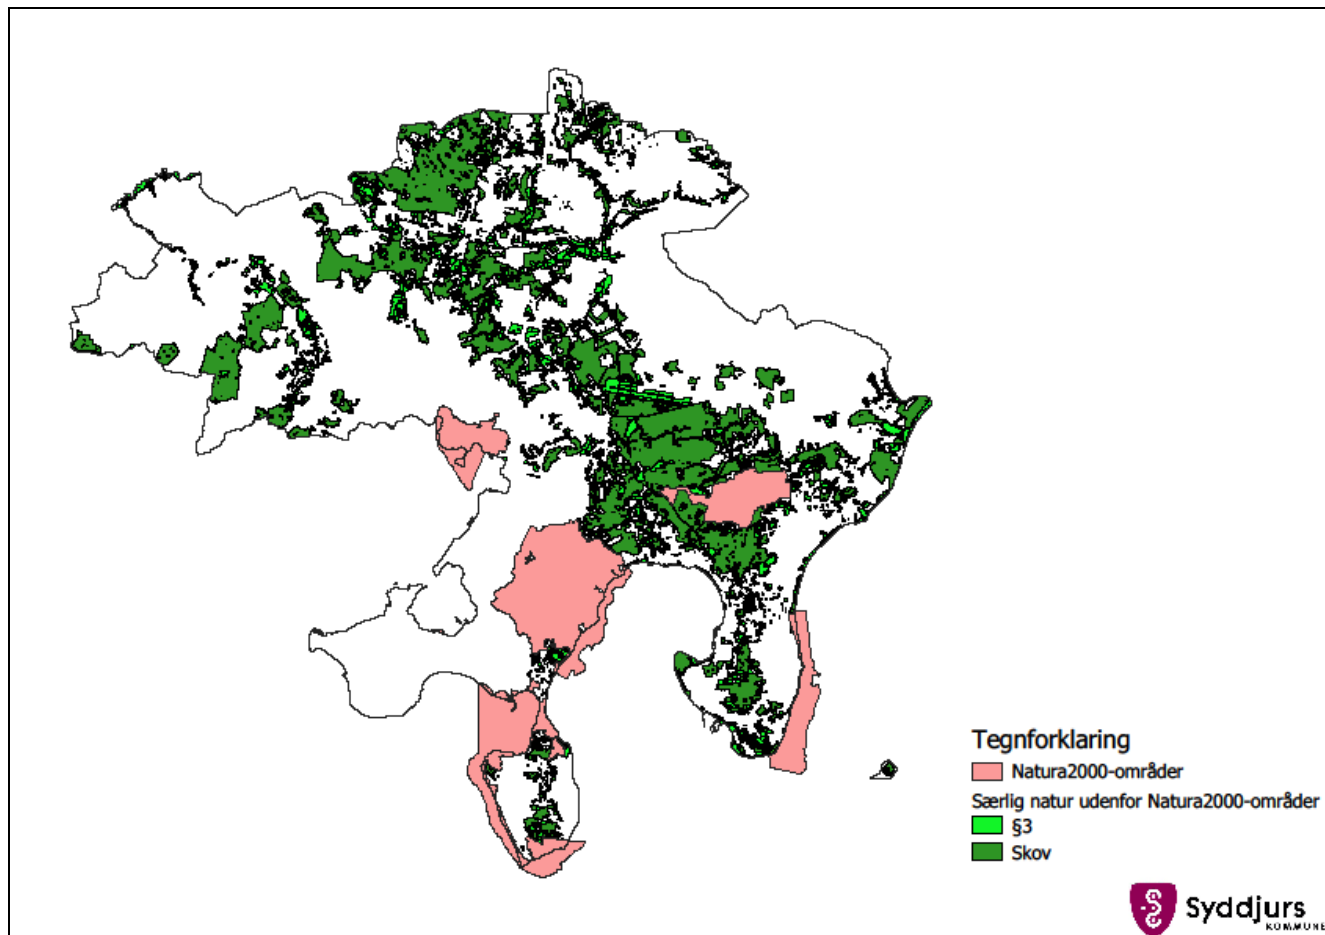 Tegnforklaring
Natura2000-områder
Særlig natur udenfor Natura2000-områder
§3
Skov
Syddjurs
KOMMUNE